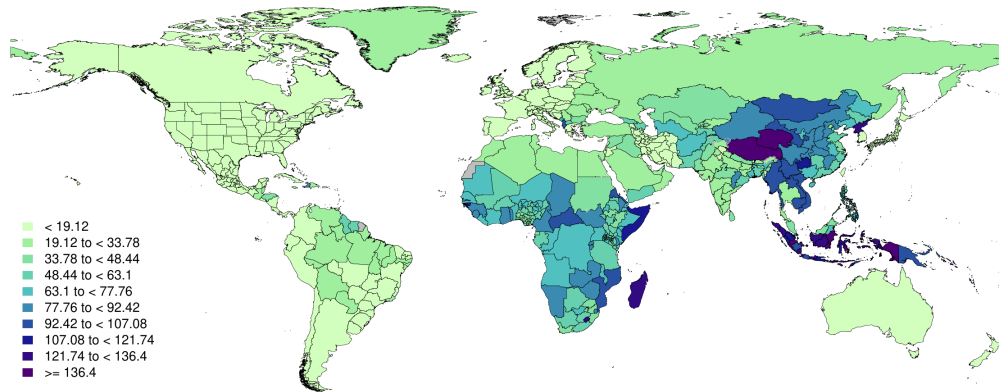 < 19.12
19.12 to < 33.78
33.78 to < 48.44
48.44 to < 63.1
63.1 to < 77.76
77.76 to < 92.42
92.42 to < 107.08
107.08 to < 121.74
121.74 to < 136.4
>= 136.4